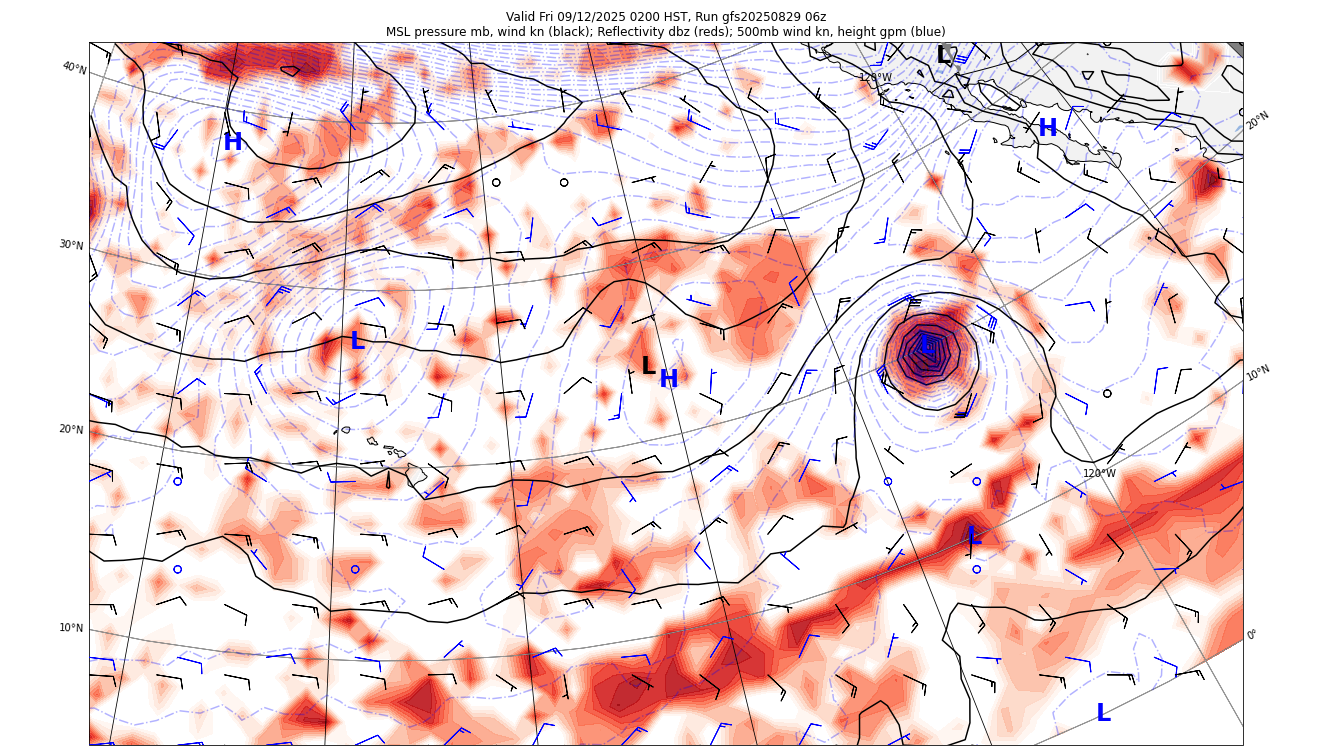 Valid Fri 09/12/2025 0200 HST, Run gfs20250829 06z
MSL pressure mb, wind kn (black); Reflectivity dbz (reds); 500mb wind kn, height gpm (blue)
L
40°N
120°W
H
H
20°N
30°N
L
L
L
H
10°N
20°N
120°W
L
10°N
0°
L